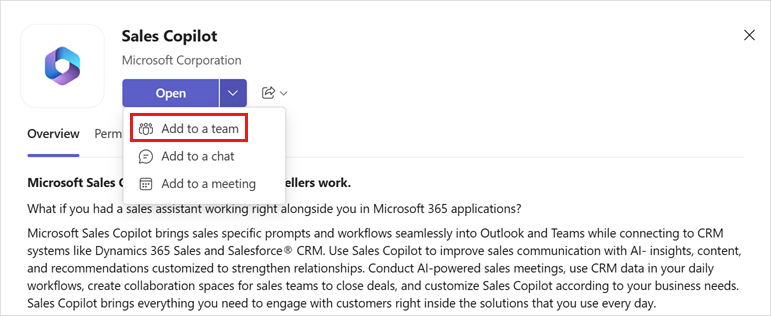 Sales Copilot
Microsoft Corporation
Open
Add to a team
Overview Perm
Add to a chat
Add to a meeting
Microsoft Sales C ellers work.
What if you had a sales assistant working right alongside you in Microsoft 365 applications?
Microsoft Sales Copilot brings sales specific prompts and workflows seamlessly into Outlook and Teams while connecting to CRM
systems like Dynamics 365 Sales and Salesforce® CRM. Use Sales Copilot to improve sales communication with AI- insights, content,
and recommendations customized to strengthen relationships. Conduct AI-powered sales meetings, use CRM data in your daily
workflows, create collaboration spaces for sales teams to close deals, and customize Sales Copilot according to your business needs.
Sales Copilot brings everything you need to engage with customers right inside the solutions that you use every day.